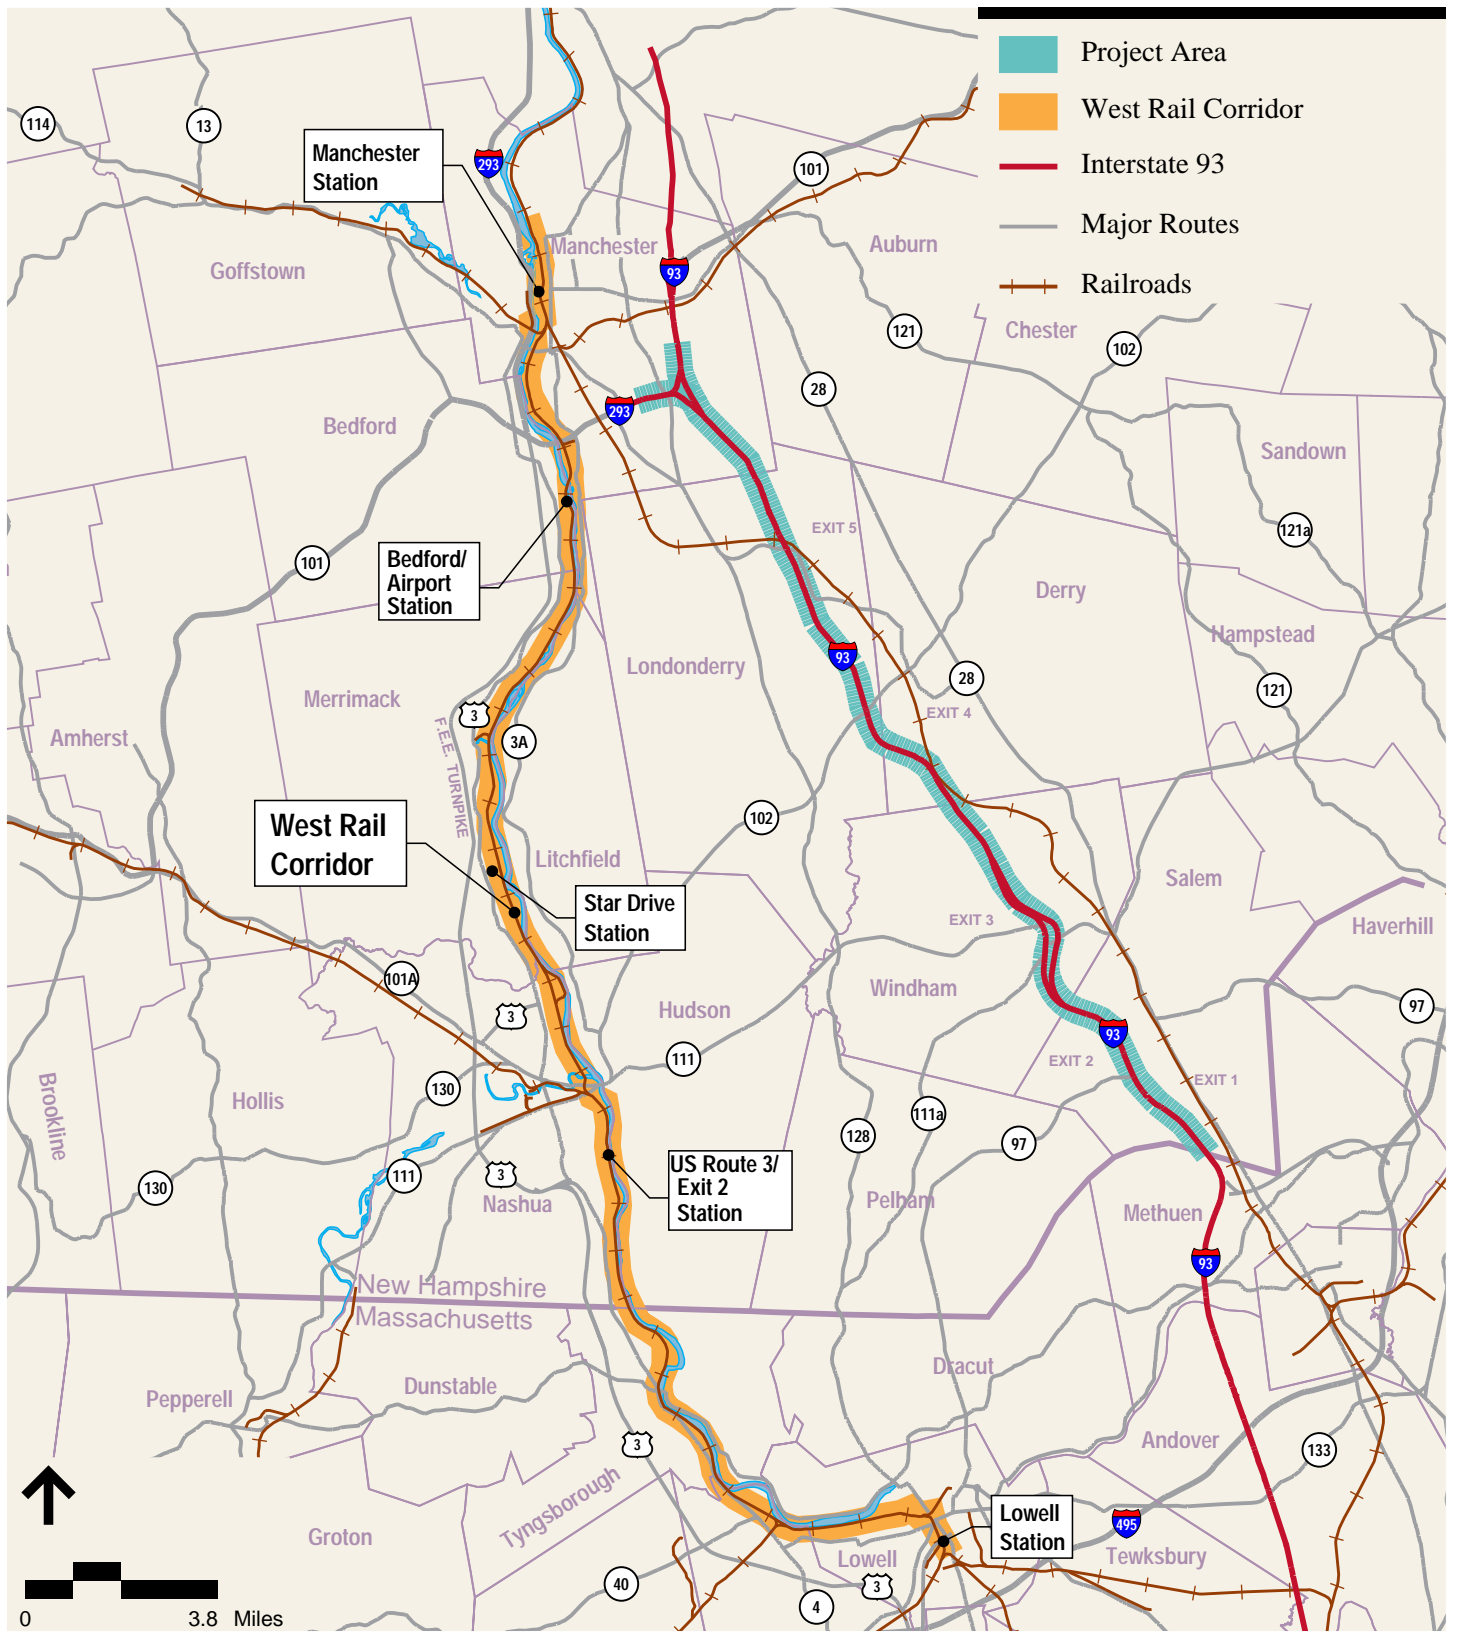 Project Area
West Rail Corridor
Interstate 93
Major Routes
Railroads
114
13
Manchester
Station
293
101
Manchester
Auburn
Goffstown
93
121
Chester
102
28
293
Bedford
Sandown
EXIT 5
121a
101
Bedford/
Airport
Station
Derry
Hampstead
93
Londonderry
28
121
Merrimack
3
EXIT 4
Amherst
3A
F.E.E. TURNPIKE
102
West Rail
Corridor
Litchfield
Salem
Star Drive
Station
EXIT 3
Haverhill
101A
Windham
97
3
Hudson
93
111
EXIT 2
EXIT 1
130
Brookline
Hollis
111a
128
97
US Route 3/
Exit 2
Station
130
111
3
Nashua
Pelham
Methuen
93
New Hampshire
Massachusetts
Dracut
Dunstable
Pepperell
3
Andover
133
Tyngsborough
Lowell
Station
495
Groton
Lowell
Tewksbury
40
3
4
0 3.8 Miles